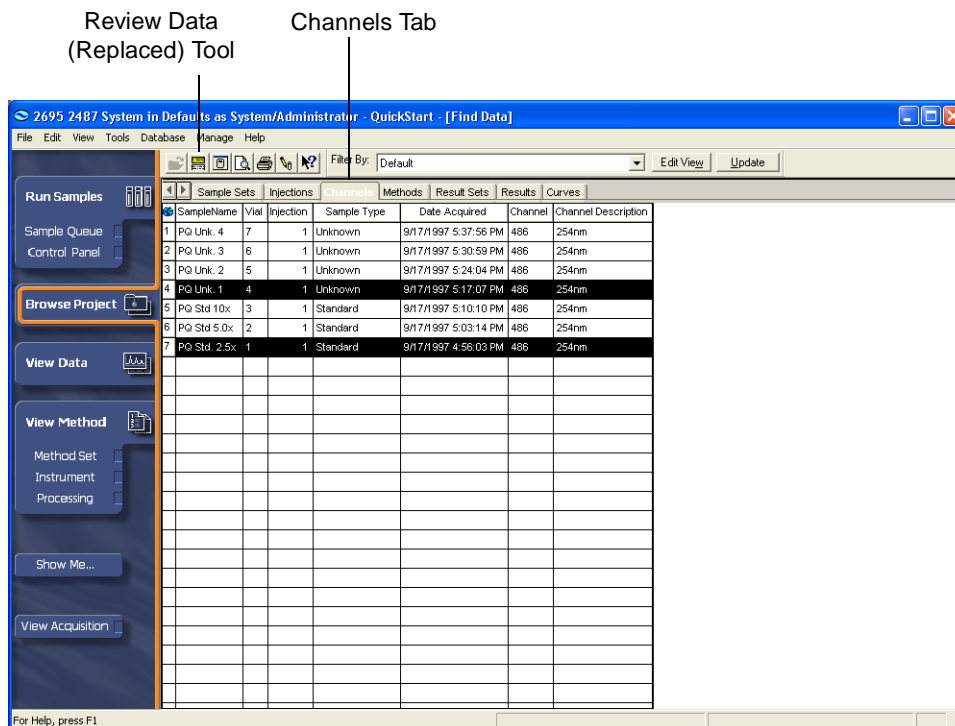 Review Data
(Replaced) Tool
Channels Tab
2695 2487 System in Defaults as System/Administrator - QuickStart - [Find Data]
File Edit View Tools Database Manage Help
Filter By: Default Edit View Update
Run Samples
Sample Queue
Control Panel
Browse Project
View Data
View Method
Method Set
Instrument
Processing
Show Me...
View Acquisition
Sample Sets Injections Channels Methods Result Sets Results Curves
SampleName Vial Injection Sample Type Date Acquired Channel Channel Description
1 PQ Unk. 4 7 1 Unknown 9/17/1997 5:37:56 PM 486 254nm
2 PQ Unk. 3 6 1 Unknown 9/17/1997 5:30:59 PM 486 254nm
3 PQ Unk. 2 5 1 Unknown 9/17/1997 5:24:04 PM 486 254nm
4 PQ Unk. 1 4 1 Unknown 9/17/1997 5:17:07 PM 486 254nm
5 PQ Std 10x 3 1 Standard 9/17/1997 5:10:10 PM 486 254nm
6 PQ Std 5.0x 2 1 Standard 9/17/1997 5:03:14 PM 486 254nm
7 PQ Std. 2.5x 1 1 Standard 9/17/1997 4:56:03 PM 486 254nm
For Help, press F1